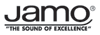 JAMO®
"THE SOUND OF EXCELLENCE"